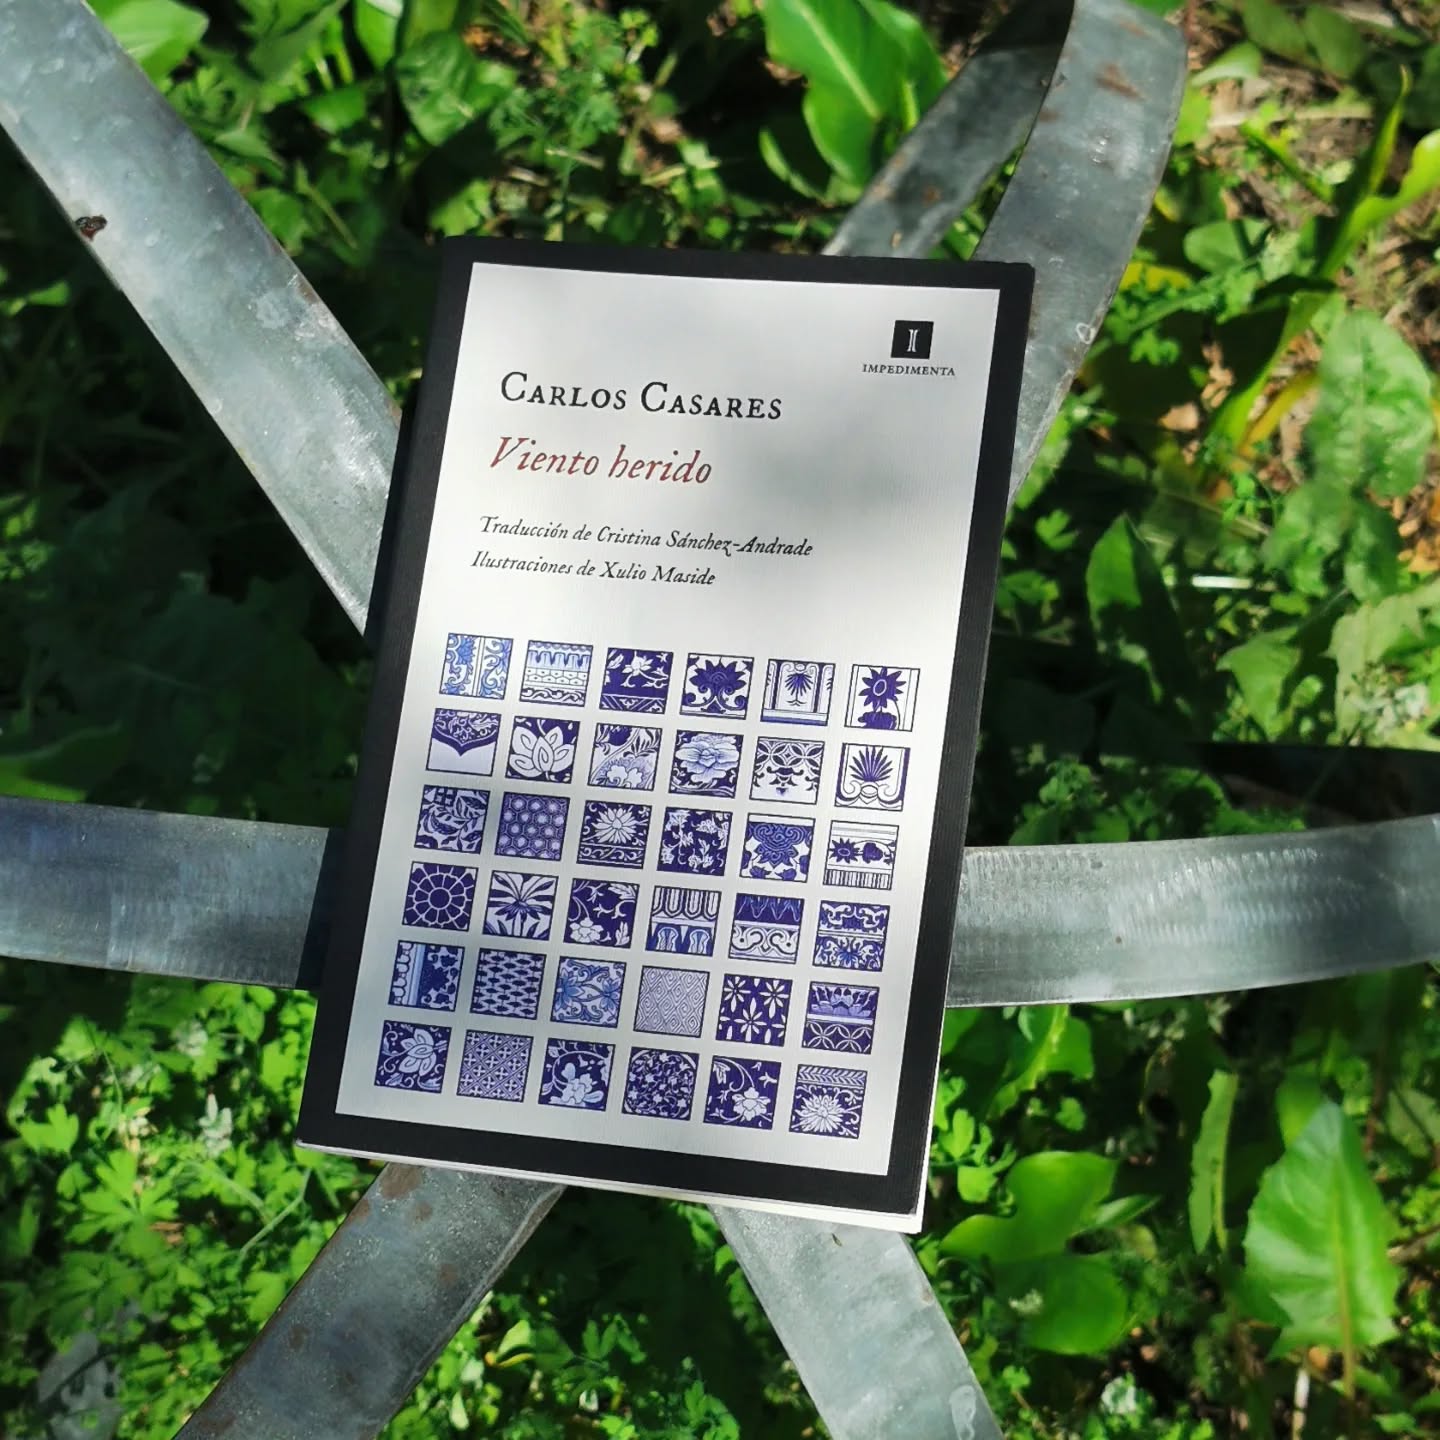 I
IMPEDIMENTA
CARLOS CASARES
Viento herido
Traducción de Cristina Sánchez-Andrade
Ilustraciones de Xulio Maside